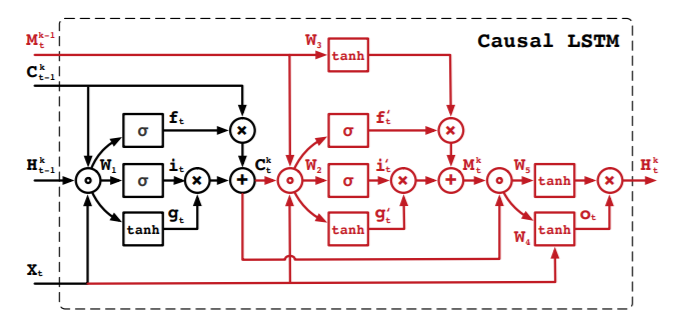 M_t^{k-1}
W_3
tanh
Causal LSTM
C_{t-1}^k
f_t
f_t'
σ
×
σ
×
H_{t-1}^k
W_1
σ
i_t
×
+
C_t^k
W_2
σ
i_t'
×
+
M_t^k
W_5
tanh
×
H_t^k
g_t
tanh
g_t'
tanh
W_4
tanh
o_t
X_t